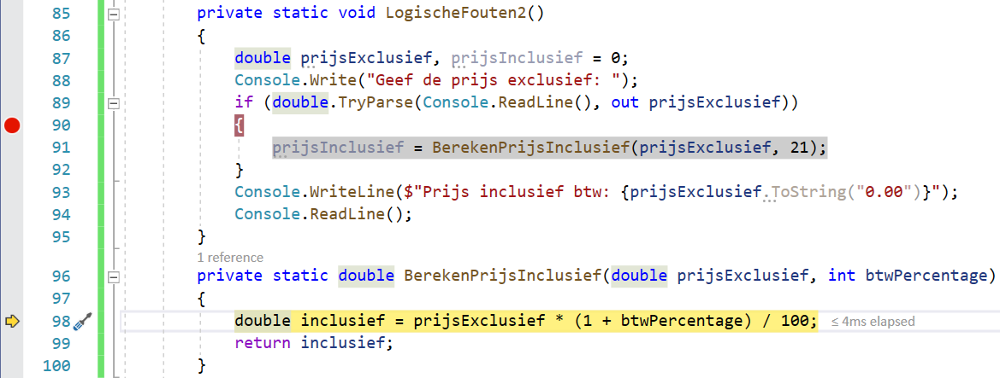 85 private static void LogischeFouten2()
86 {
87 double prijsExclusief, prijsInclusief = 0;
88 Console.Write("Geef de prijs exclusief: ");
89 if (double.TryParse(Console.ReadLine(), out prijsExclusief))
90 {
91 prijsInclusief = BerekenPrijsInclusief(prijsExclusief, 21);
92 }
93 Console.WriteLine($"Prijs inclusief btw: {prijsExclusief.ToString("0.00")}");
94 Console.ReadLine();
95 }
1 reference
96 private static double BerekenPrijsInclusief(double prijsExclusief, int btwPercentage)
97 {
98 double inclusief = prijsExclusief * (1 + btwPercentage) / 100; ≤ 4ms elapsed
99 return inclusief;
100 }